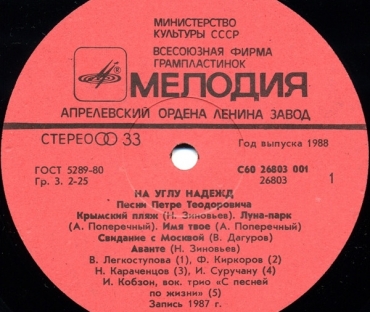 МИНИСТЕРСТВО
КУЛЬТУРЫ СССР
ВСЕСОЮЗНАЯ ФИРМА
ГРАМПЛАСТИНОК
МЕЛОДИЯ
АПРЕЛЕВСКИЙ ОРДЕНА ЛЕНИНА ЗАВОД
СТЕРЕО 33
Год выпуска 1988
ГОСТ 5289-80
С60 26803 001
Гр. 3. 2-25
26803
1
НА УГЛУ НАДЕЖД
Песни Петре Теодоровича
Крымский пляж (Н. Зиновьев). Луна-парк
(А. Поперечный). Имя твое (А. Поперечный)
Свидание с Москвой (В. Дагуров)
Аванте (Н. Зиновьев)
В. Легкоступова (1), Ф. Киркоров (2)
Н. Караченцов (3), И. Суручану (4)
И. Кобзон, вок. трио «С песней
по жизни» (5)
Запись 1987 г.